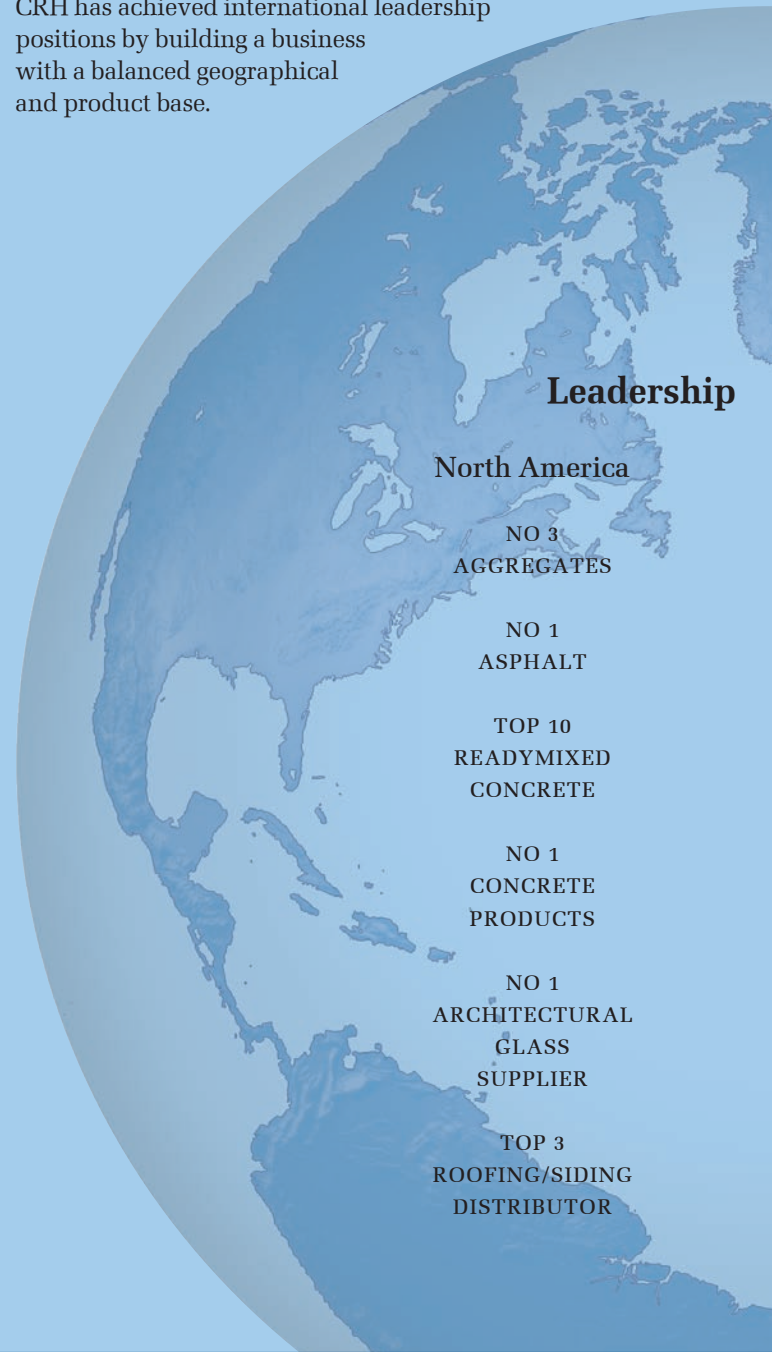 CRH has achieved international leadership
positions by building a business
with a balanced geographical
and product base.
Leadership
North America
NO 3
AGGREGATES
NO 1
ASPHALT
TOP 10
READYMIXED
CONCRETE
NO 1
CONCRETE
PRODUCTS
NO 1
ARCHITECTURAL
GLASS
SUPPLIER
TOP 3
ROOFING/SIDING
DISTRIBUTOR